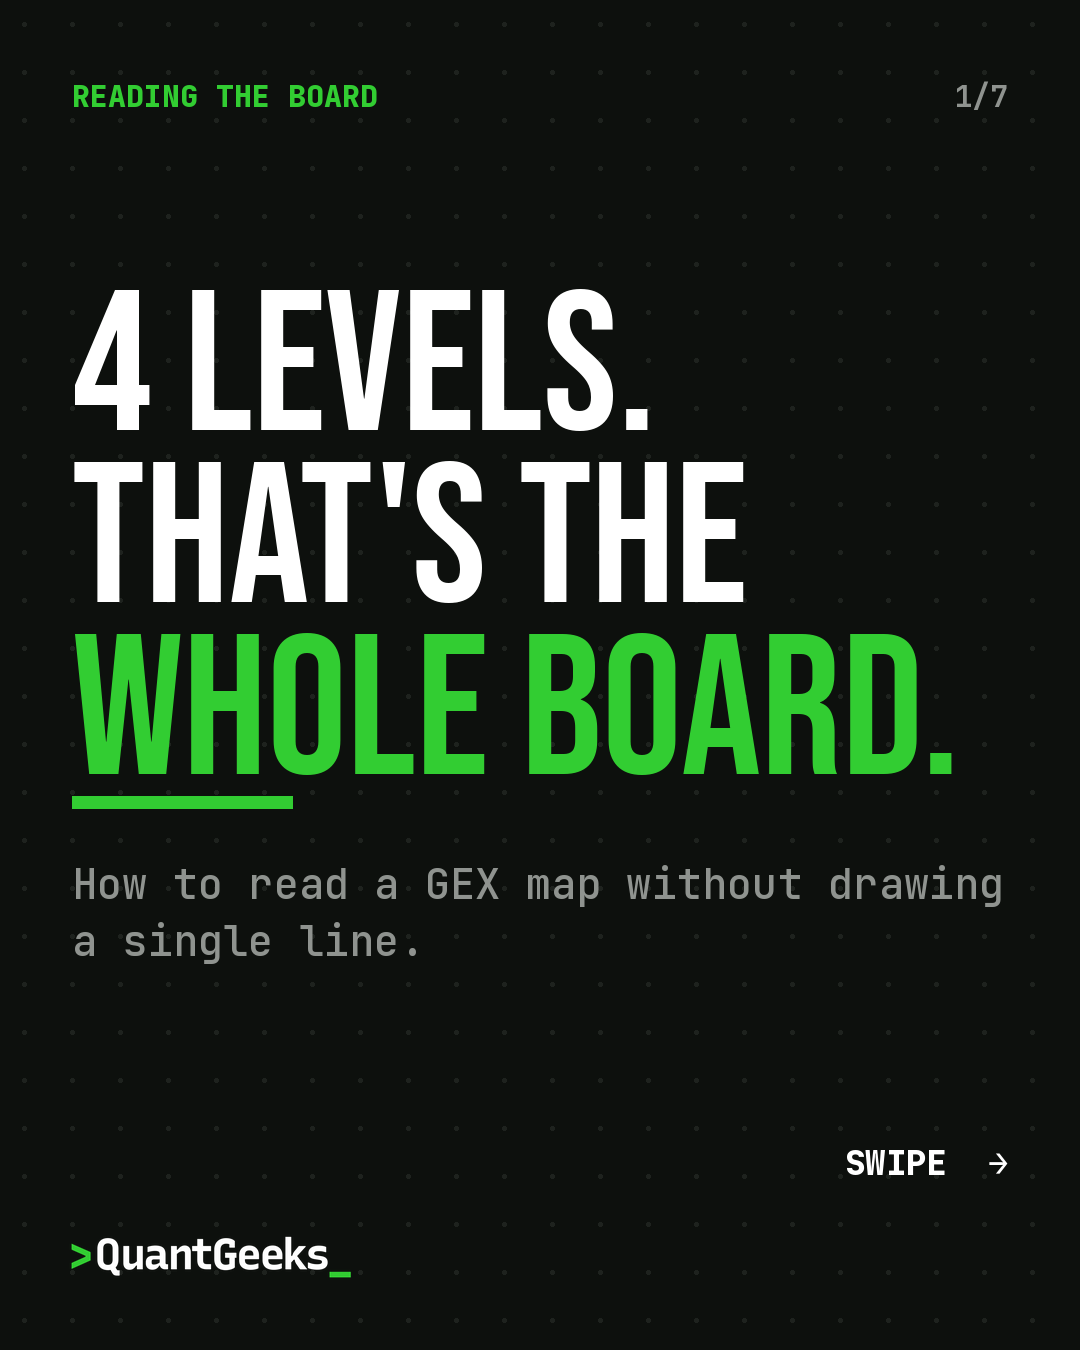 READING THE BOARD
1/7
4 LEVELS.
THAT'S THE
WHOLE BOARD.
How to read a GEX map without drawing
a single line.
SWIPE →
>QuantGeeks_